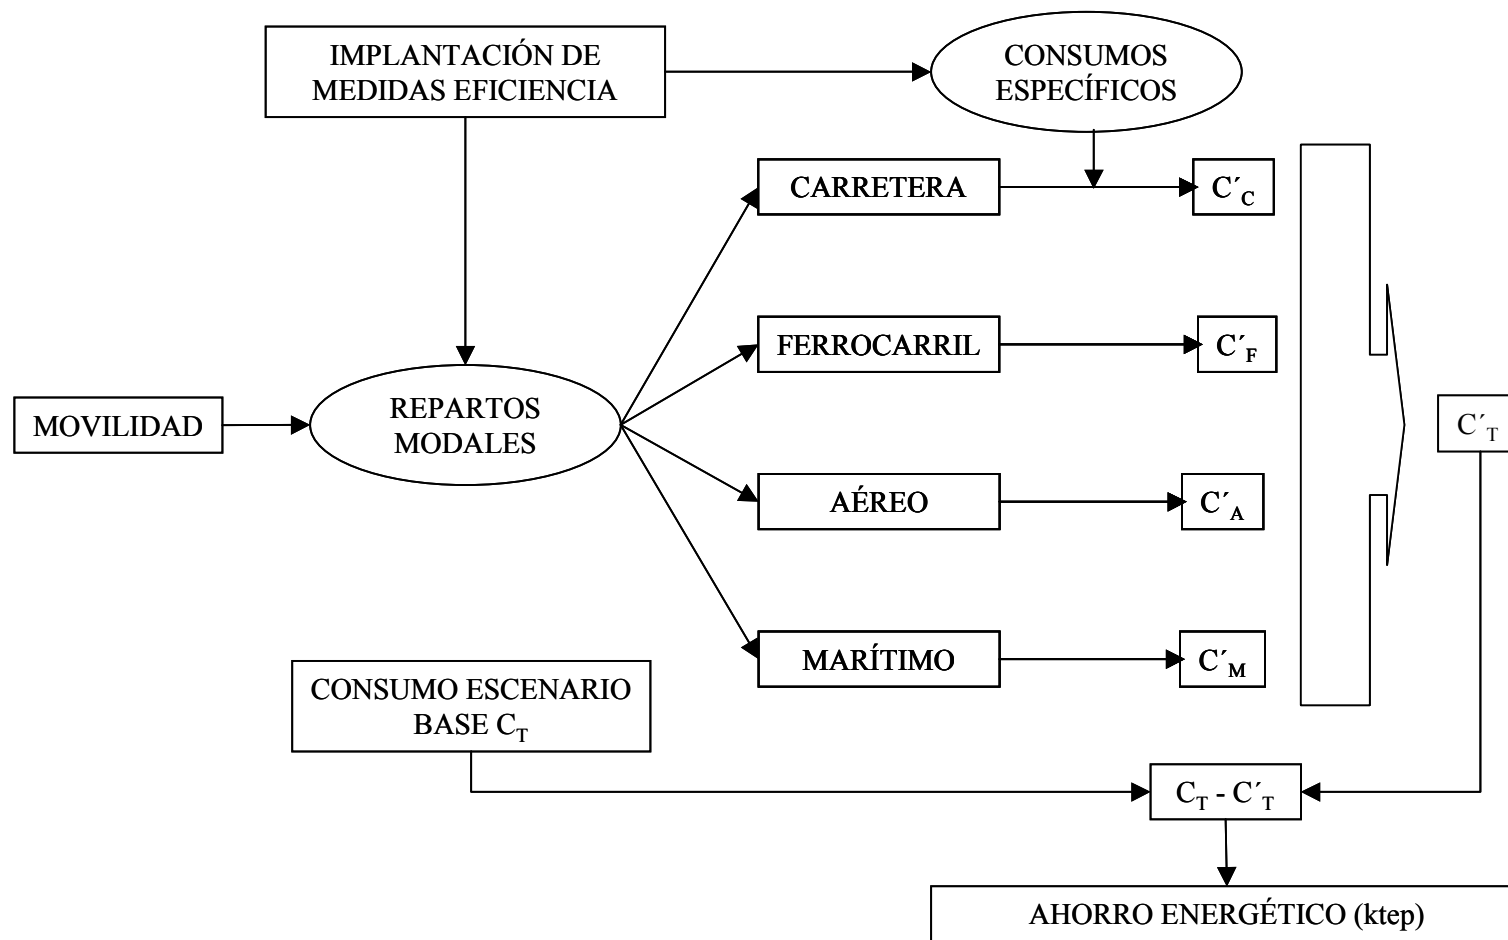 IMPLANTACIÓN DE
MEDIDAS EFICIENCIA
CONSUMOS
ESPECÍFICOS
CARRETERA
C´C
FERROCARRIL
C´F
MOVILIDAD
REPARTOS
MODALES
C´T
AÉREO
C´A
MARÍTIMO
C´M
CONSUMO ESCENARIO
BASE CT
CT - C´T
AHORRO ENERGÉTICO (ktep)